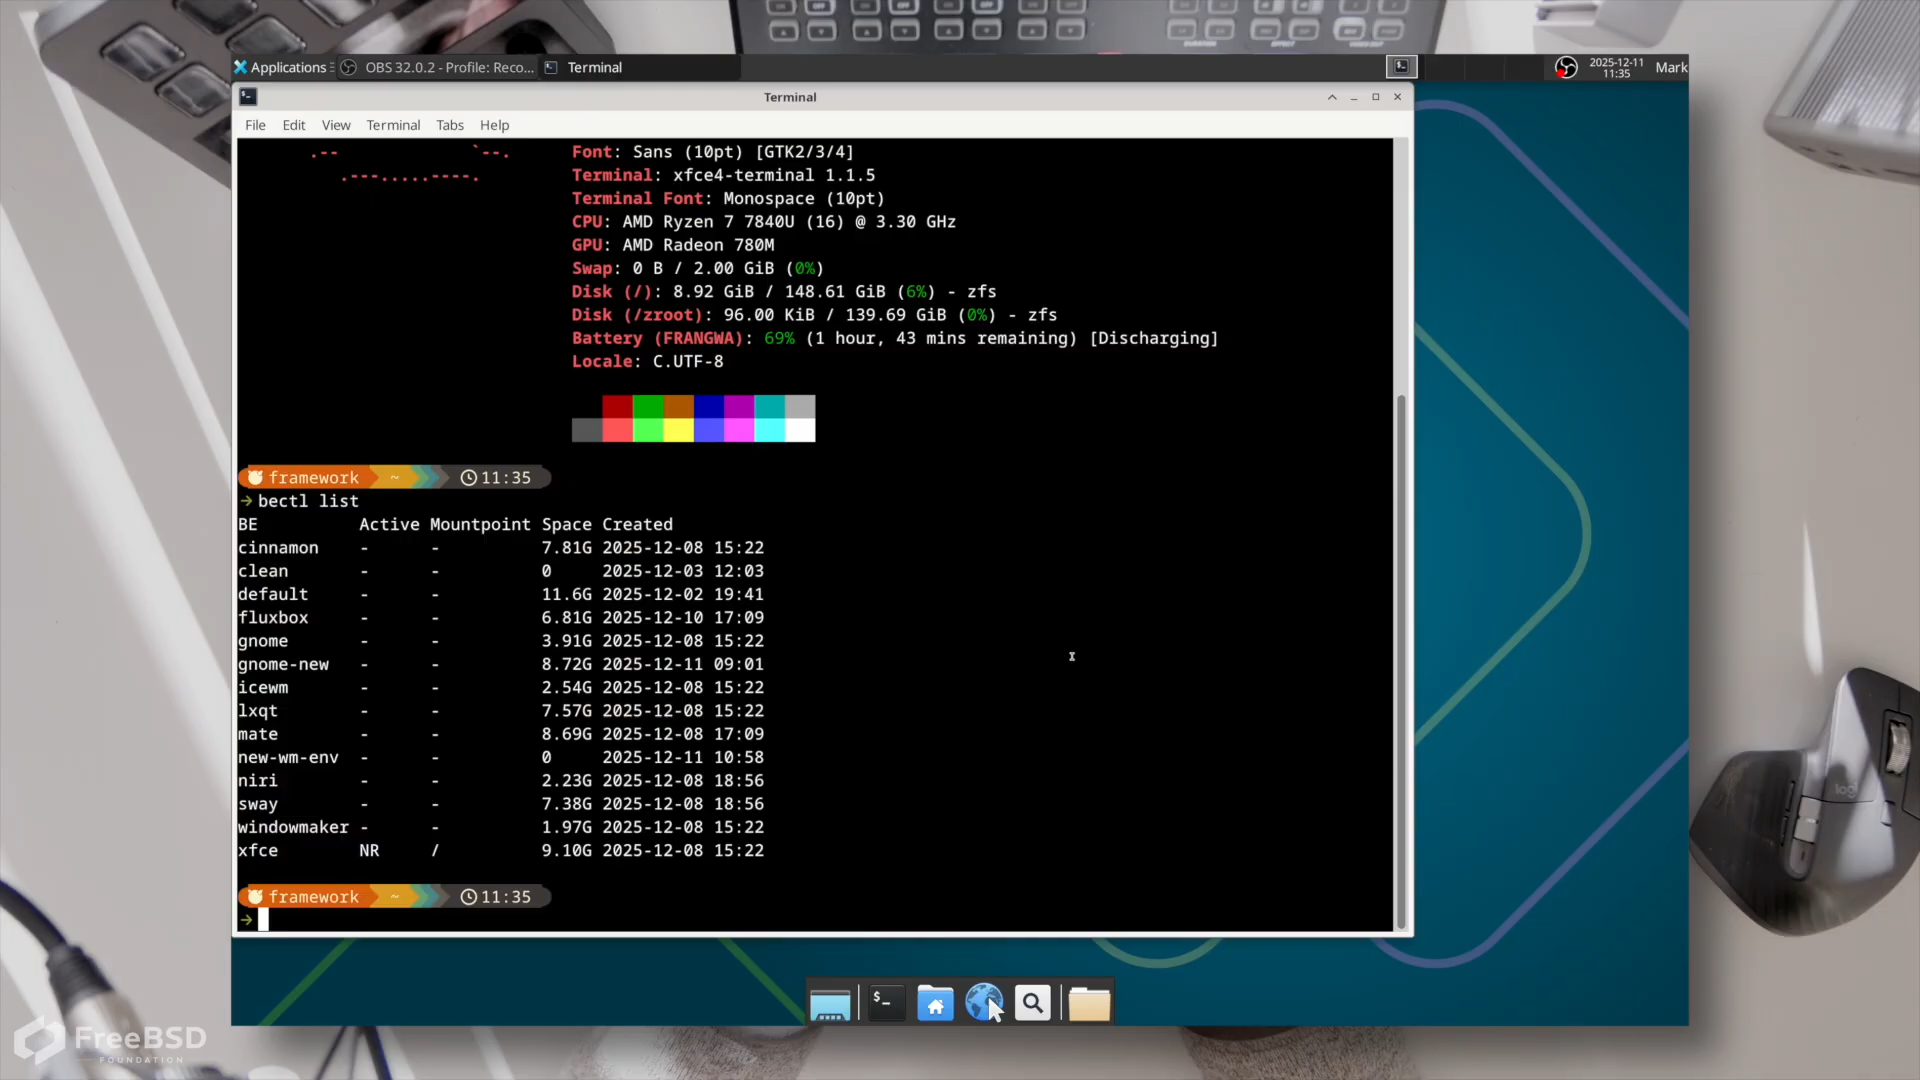 Applications
OBS 32.0.2 - Profile: Reco...
Terminal
2025-12-11
11:35
Mark
Terminal
File Edit View Terminal Tabs Help
Font: Sans (10pt) [GTK2/3/4]
Terminal: xfce4-terminal 1.1.5
Terminal Font: Monospace (10pt)
CPU: AMD Ryzen 7 7840U (16) @ 3.30 GHz
GPU: AMD Radeon 780M
Swap: 0 B / 2.00 GiB (0%)
Disk (/): 8.92 GiB / 148.61 GiB (6%) - zfs
Disk (/zroot): 96.00 KiB / 139.69 GiB (0%) - zfs
Battery (FRANGWA): 69% (1 hour, 43 mins remaining) [Discharging]
Locale: C.UTF-8
framework ~ 11:35
→ bectl list
BE Active Mountpoint Space Created
cinnamon - - 7.81G 2025-12-08 15:22
clean - - 0 2025-12-03 12:03
default - - 11.6G 2025-12-02 19:41
fluxbox - - 6.81G 2025-12-10 17:09
gnome - - 3.91G 2025-12-08 15:22
gnome-new - - 8.72G 2025-12-11 09:01
icewm - - 2.54G 2025-12-08 15:22
lxqt - - 7.57G 2025-12-08 15:22
mate - - 8.69G 2025-12-08 17:09
new-wm-env - - 0 2025-12-11 10:58
niri - - 2.23G 2025-12-08 18:56
sway - - 7.38G 2025-12-08 18:56
windowmaker - - 1.97G 2025-12-08 15:22
xfce NR / 9.10G 2025-12-08 15:22
framework ~ 11:35
→
$_
logi
FreeBSD
FOUNDATION